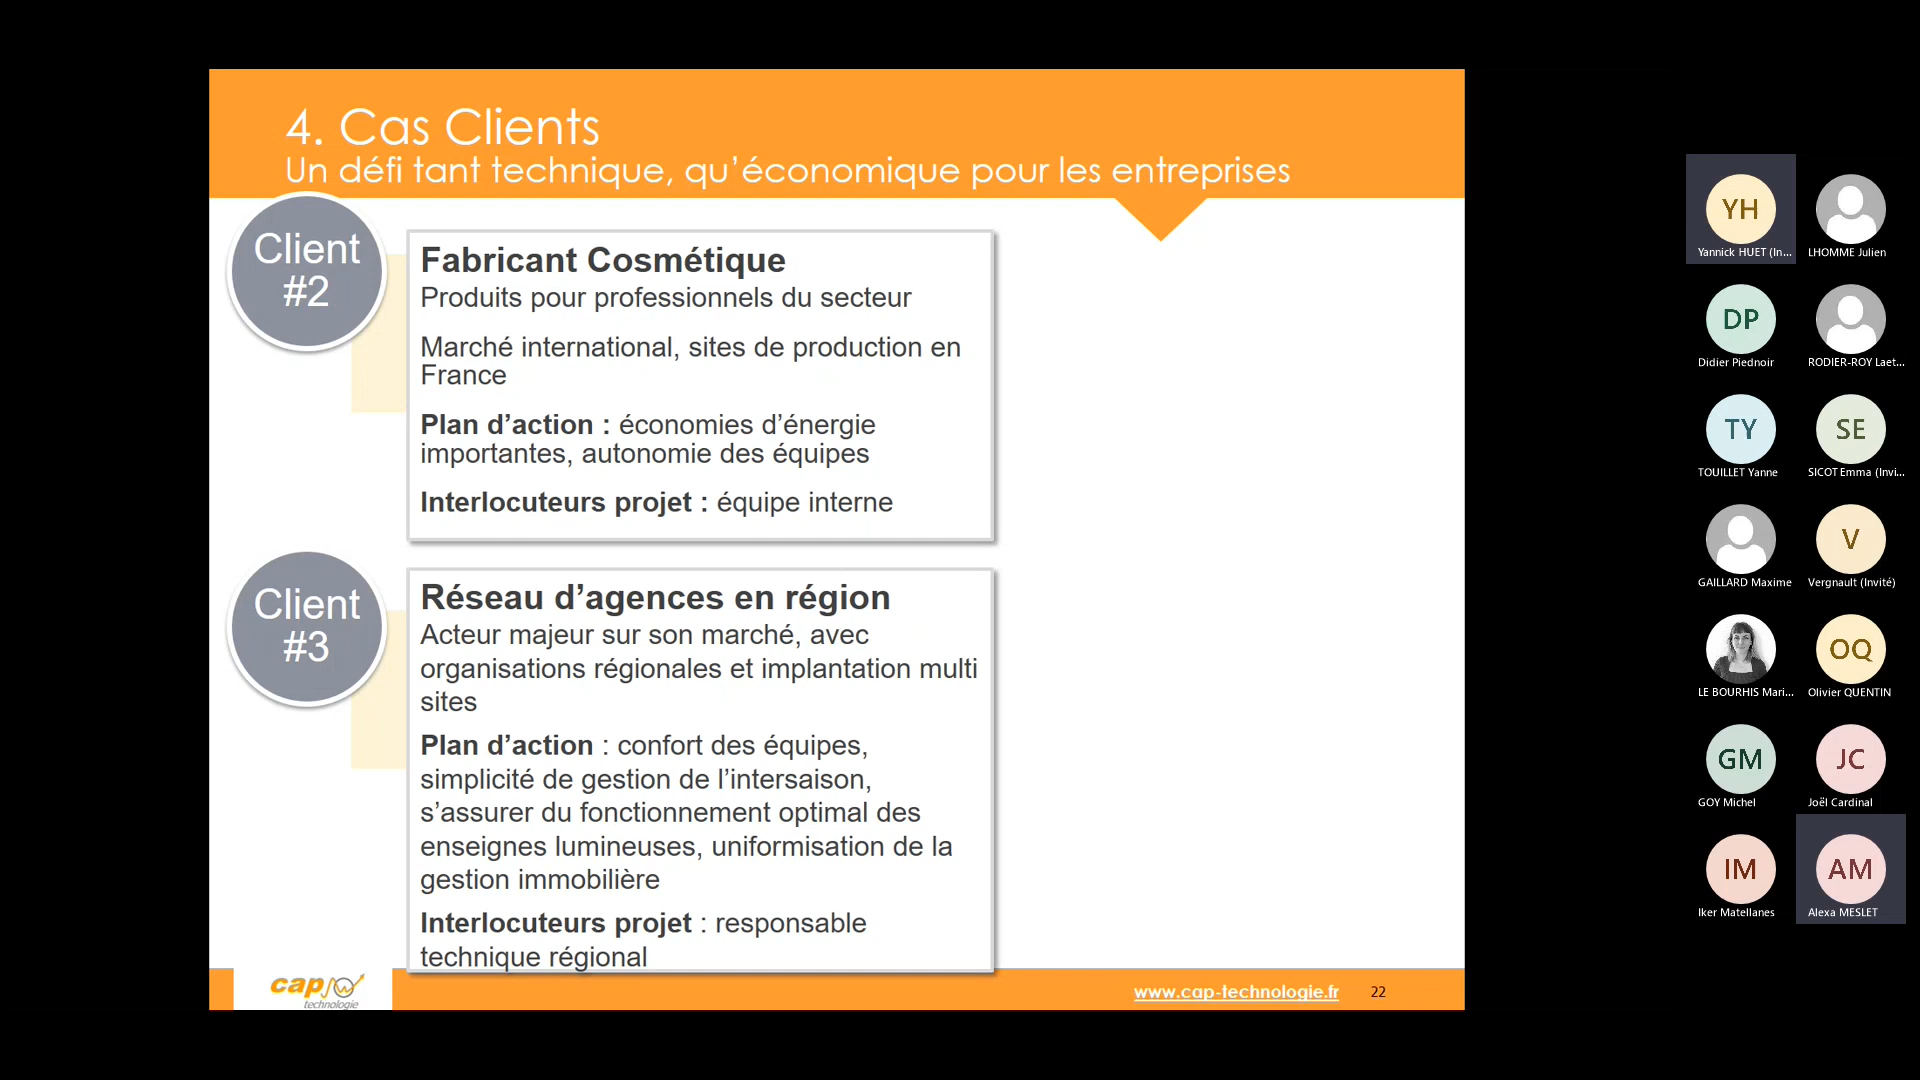 4. Cas Clients
Un défi tant technique, qu’économique pour les entreprises
Client
#2
Fabricant Cosmétique
Produits pour professionnels du secteur
Marché international, sites de production en
France
Plan d’action : économies d’énergie
importantes, autonomie des équipes
Interlocuteurs projet : équipe interne
Client
#3
Réseau d’agences en région
Acteur majeur sur son marché, avec
organisations régionales et implantation multi
sites
Plan d’action : confort des équipes,
simplicité de gestion de l’intersaison,
s’assurer du fonctionnement optimal des
enseignes lumineuses, uniformisation de la
gestion immobilière
Interlocuteurs projet : responsable
technique régional
cap
technologie
www.cap-technologie.fr
22
YH
Yannick HUET (In...
LHOMME Julien
DP
Didier Piednoir
RODIER-ROY Laet...
TY
TOUILLET Yanne
SE
SICOT Emma (Invi...
GAILLARD Maxime
V
Vergnault (Invité)
LE BOURHIS Mari...
OQ
Olivier QUENTIN
GM
GOY Michel
JC
Joël Cardinal
IM
Iker Matellanes
AM
Alexa MESLET